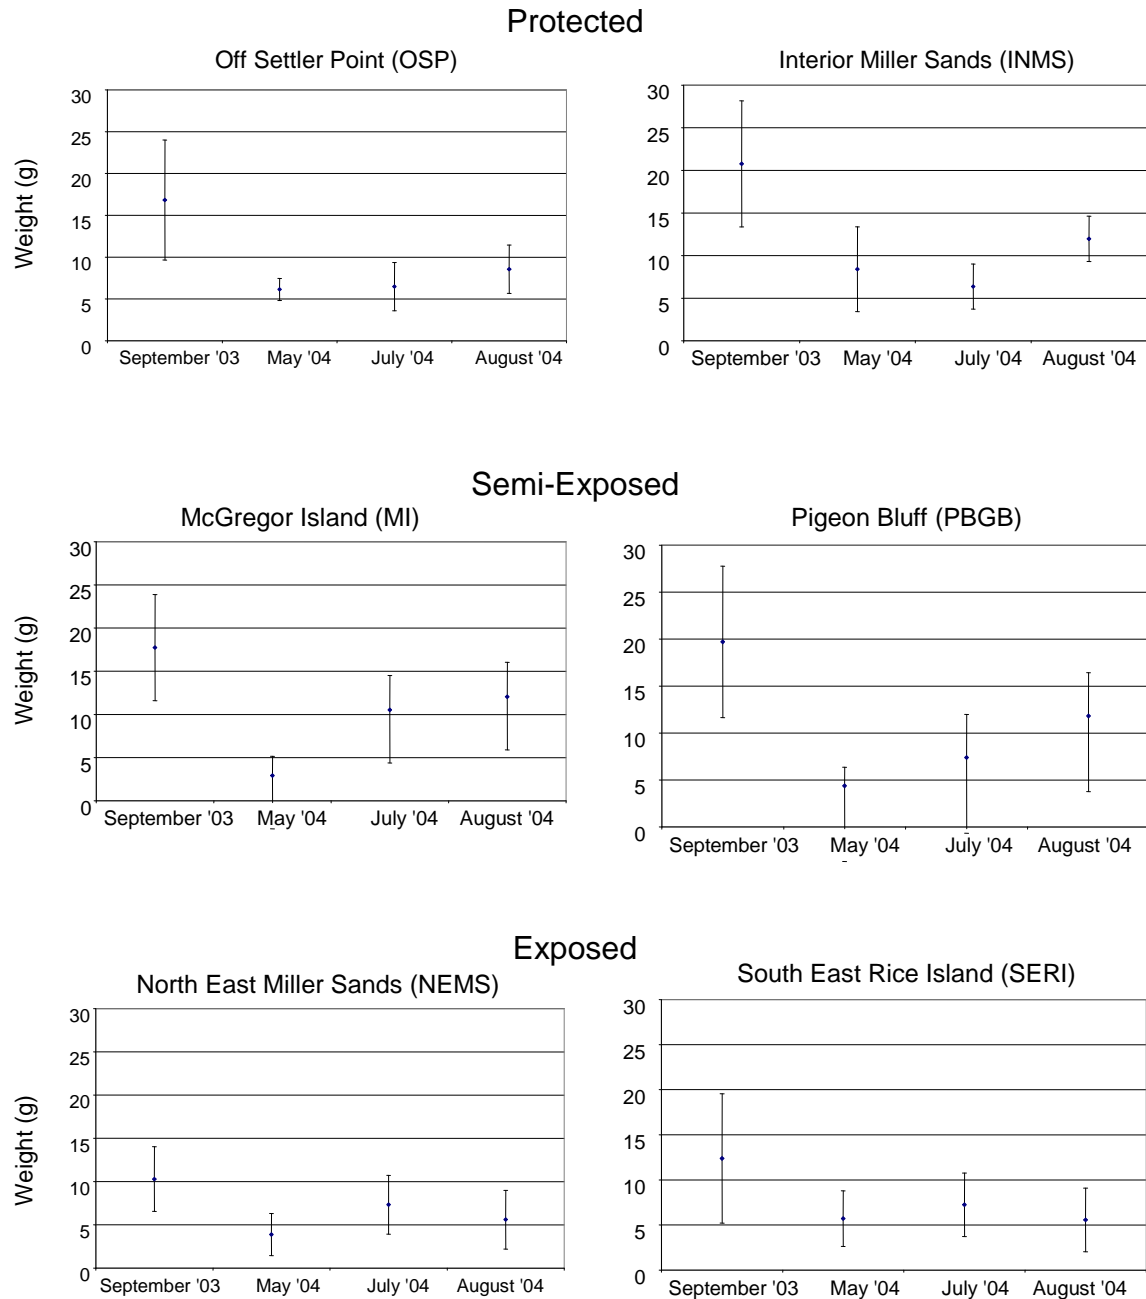 Protected
Off Settler Point (OSP)
Weight (g)
30
25
20
15
10
5
0
September '03 May '04 July '04 August '04
Interior Miller Sands (INMS)
30
25
20
15
10
5
0
September '03 May '04 July '04 August '04
Semi-Exposed
McGregor Island (MI)
Weight (g)
30
25
20
15
10
5
0
September '03 May '04 July '04 August '04
Pigeon Bluff (PBGB)
30
25
20
15
10
5
0
September '03 May '04 July '04 August '04
Exposed
North East Miller Sands (NEMS)
Weight (g)
30
25
20
15
10
5
0
September '03 May '04 July '04 August '04
South East Rice Island (SERI)
30
25
20
15
10
5
0
September '03 May '04 July '04 August '04